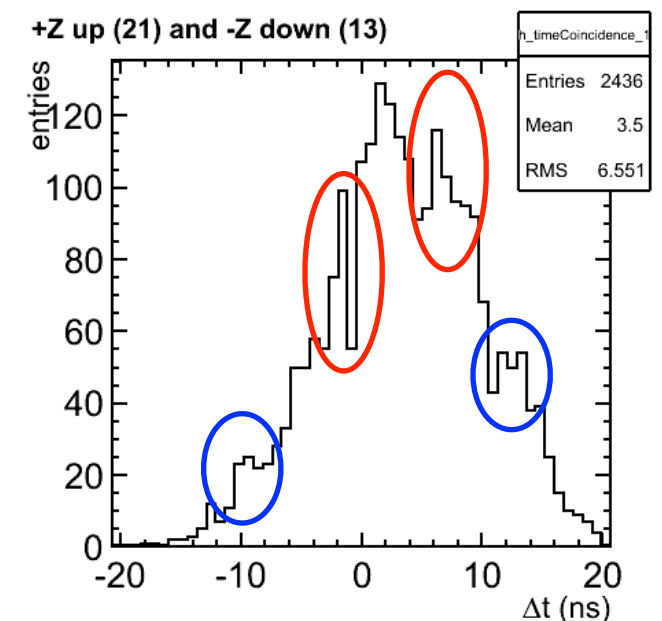 +Z up (21) and -Z down (13)
h_timeCoincidence_1
Entries 2436
Mean 3.5
RMS 6.551
entries
120
100
80
60
40
20
0
-20 -10 0 10 20
Δt (ns)